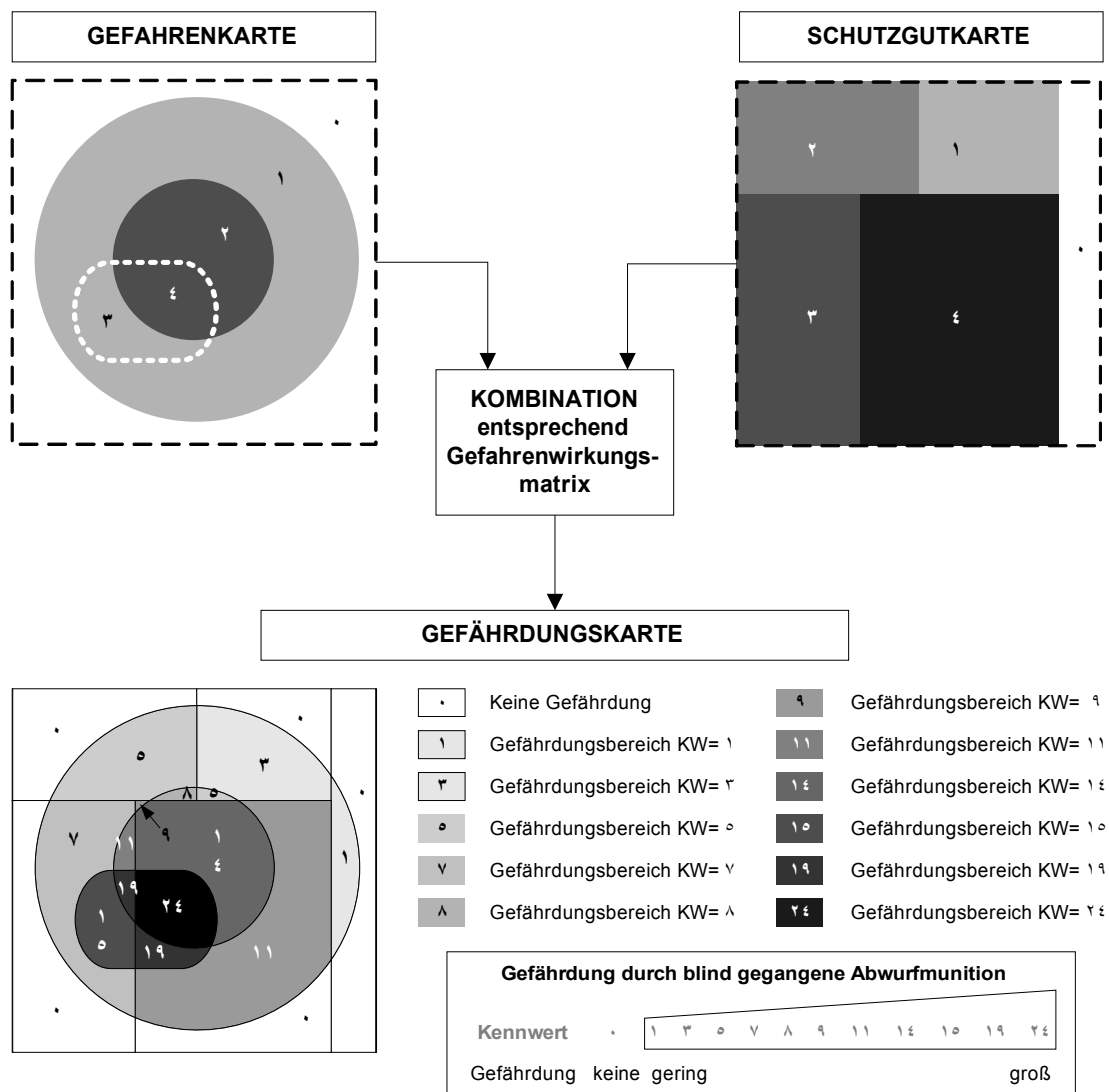 GEFAHRENKARTE
SCHUTZGUTKARTE
٠
١
٢
٤
٣
٢
١
٠
٣
٤
KOMBINATION
entsprechend
Gefahrenwirkungs-
matrix
GEFÄHRDUNGSKARTE
٠
٠
٥
٣
٨ ٥
٠
٧
١١
٩
١
٤
١
١٩
٢٤
١
٥
١٩
١١
٠
٠
٠ Keine Gefährdung
١ Gefährdungsbereich KW= ١
٣ Gefährdungsbereich KW= ٣
٥ Gefährdungsbereich KW= ٥
٧ Gefährdungsbereich KW= ٧
٨ Gefährdungsbereich KW= ٨
٩ Gefährdungsbereich KW= ٩
١١ Gefährdungsbereich KW= ١١
١٤ Gefährdungsbereich KW= ١٤
١٥ Gefährdungsbereich KW= ١٥
١٩ Gefährdungsbereich KW= ١٩
٢٤ Gefährdungsbereich KW= ٢٤
Gefährdung durch blind gegangene Abwurfmunition
Kennwert ٠ ١ ٣ ٥ ٧ ٨ ٩ ١١ ١٤ ١٥ ١٩ ٢٤
Gefährdung keine gering groß